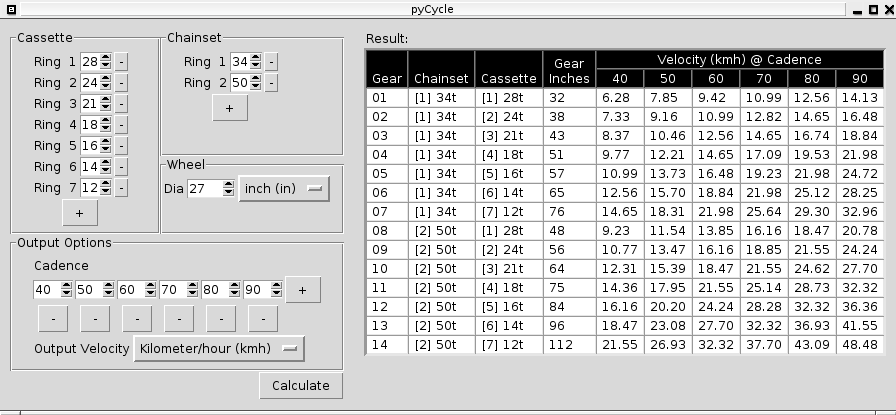 pyCycle
Cassette
Ring 1 28 -
Ring 2 24 -
Ring 3 21 -
Ring 4 18 -
Ring 5 16 -
Ring 6 14 -
Ring 7 12 -
+
Chainset
Ring 1 34 -
Ring 2 50 -
+
Wheel
Dia 27 inch (in)
Output Options
Cadence
40 50 60 70 80 90 +
- - - - - -
Output Velocity Kilometer/hour (kmh)
Calculate
Result:
Velocity (kmh) @ Cadence
Gear Chainset Cassette Gear Inches 40 50 60 70 80 90
01 [1] 34t [1] 28t 32 6.28 7.85 9.42 10.99 12.56 14.13
02 [1] 34t [2] 24t 38 7.33 9.16 10.99 12.82 14.65 16.48
03 [1] 34t [3] 21t 43 8.37 10.46 12.56 14.65 16.74 18.84
04 [1] 34t [4] 18t 51 9.77 12.21 14.65 17.09 19.53 21.98
05 [1] 34t [5] 16t 57 10.99 13.73 16.48 19.23 21.98 24.72
06 [1] 34t [6] 14t 65 12.56 15.70 18.84 21.98 25.12 28.25
07 [1] 34t [7] 12t 76 14.65 18.31 21.98 25.64 29.30 32.96
08 [2] 50t [1] 28t 48 9.23 11.54 13.85 16.16 18.47 20.78
09 [2] 50t [2] 24t 56 10.77 13.47 16.16 18.85 21.55 24.24
10 [2] 50t [3] 21t 64 12.31 15.39 18.47 21.55 24.62 27.70
11 [2] 50t [4] 18t 75 14.36 17.95 21.55 25.14 28.73 32.32
12 [2] 50t [5] 16t 84 16.16 20.20 24.24 28.28 32.32 36.36
13 [2] 50t [6] 14t 96 18.47 23.08 27.70 32.32 36.93 41.55
14 [2] 50t [7] 12t 112 21.55 26.93 32.32 37.70 43.09 48.48